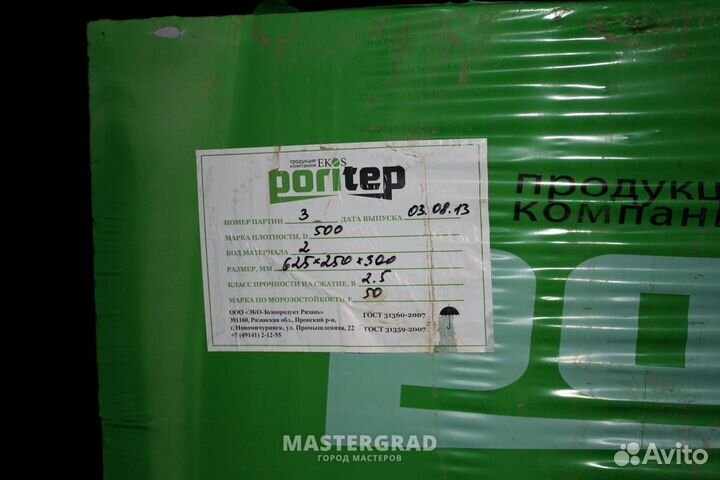 продукция
компании EKOS
poritep
НОМЕР ПАРТИИ 3 ДАТА ВЫПУСКА 03.08.13
МАРКА ПЛОТНОСТИ, D 500
КОД МАТЕРИАЛА 2
РАЗМЕР, ММ 625×250×300
КЛАСС ПРОЧНОСТИ НА СЖАТИЕ, В 2.5
МАРКА ПО МОРОЗОСТОЙКОСТИ, F 50
ООО «ЭКО-Золопродукт Рязань»
391160, Рязанская обл., Пронский р-н,
г. Новомичуринск, ул. Промышленная, 22
+7 (49141) 2-12-55
ГОСТ 31360-2007
ГОСТ 31359-2007
продукц
компан
po
MASTERGRAD
ГОРОД МАСТЕРОВ
Avito